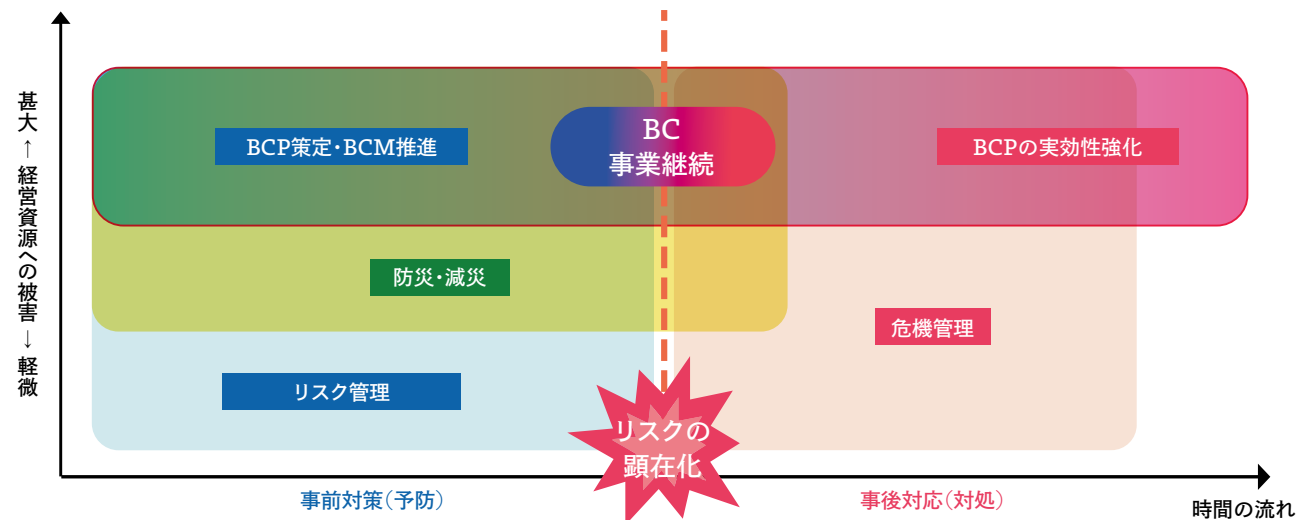 甚大 ↑ 経営資源への被害 ↓ 軽微
BC
事業継続
BCP策定・BCM推進
BCPの実効性強化
防災・減災
危機管理
リスク管理
リスクの
顕在化
事前対策(予防)
事後対応(対処)
時間の流れ